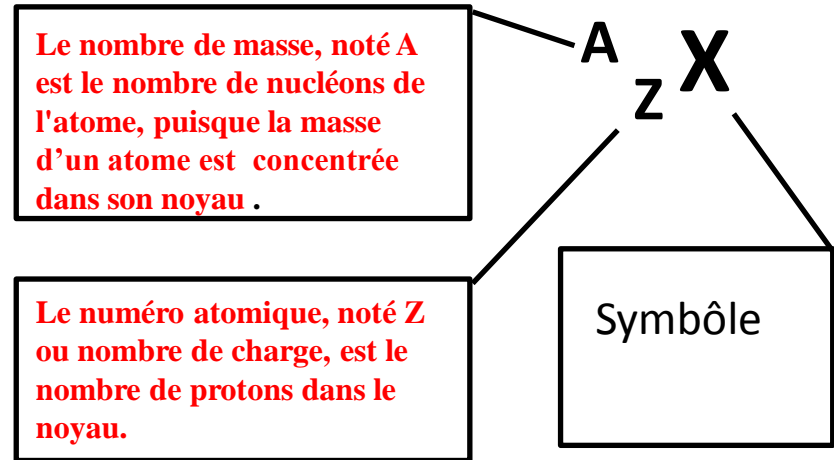 Le nombre de masse, noté A
est le nombre de nucléons de
l'atome, puisque la masse
d’un atome est concentrée
dans son noyau .
A
Z X
Le numéro atomique, noté Z
ou nombre de charge, est le
nombre de protons dans le
noyau.
Symbôle